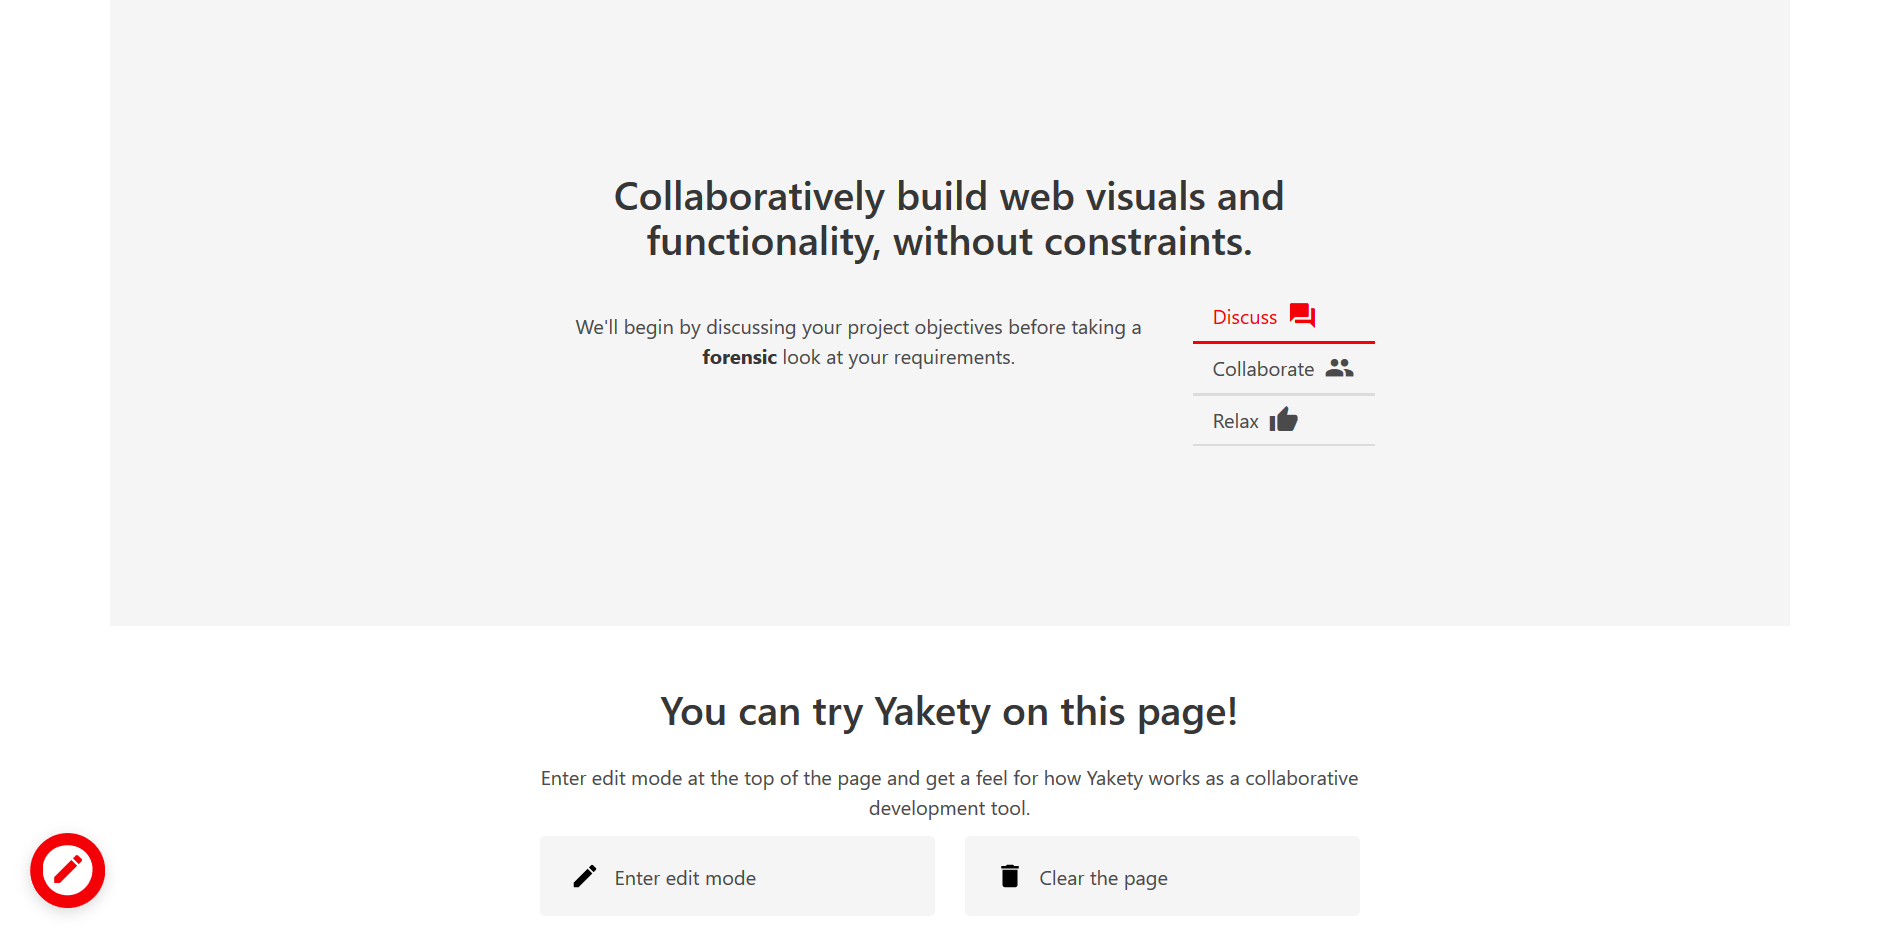 Collaboratively build web visuals and
functionality, without constraints.
We'll begin by discussing your project objectives before taking a
forensic look at your requirements.
Discuss
Collaborate
Relax
You can try Yakety on this page!
Enter edit mode at the top of the page and get a feel for how Yakety works as a collaborative
development tool.
Enter edit mode
Clear the page